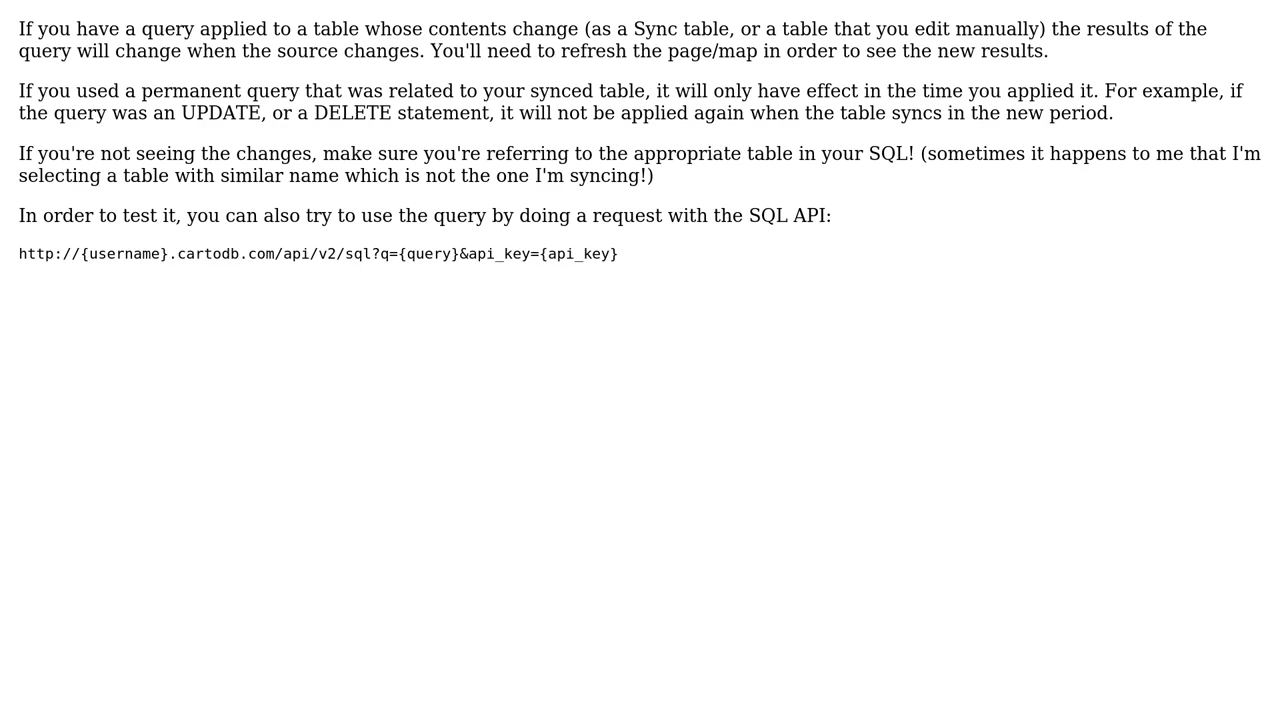 If you have a query applied to a table whose contents change (as a Sync table, or a table that you edit manually) the results of the
query will change when the source changes. You'll need to refresh the page/map in order to see the new results.
If you used a permanent query that was related to your synced table, it will only have effect in the time you applied it. For example, if
the query was an UPDATE, or a DELETE statement, it will not be applied again when the table syncs in the new period.
If you're not seeing the changes, make sure you're referring to the appropriate table in your SQL! (sometimes it happens to me that I'm
selecting a table with similar name which is not the one I'm syncing!)
In order to test it, you can also try to use the query by doing a request with the SQL API:
http://{username}.cartodb.com/api/v2/sql?q={query}&api_key={api_key}